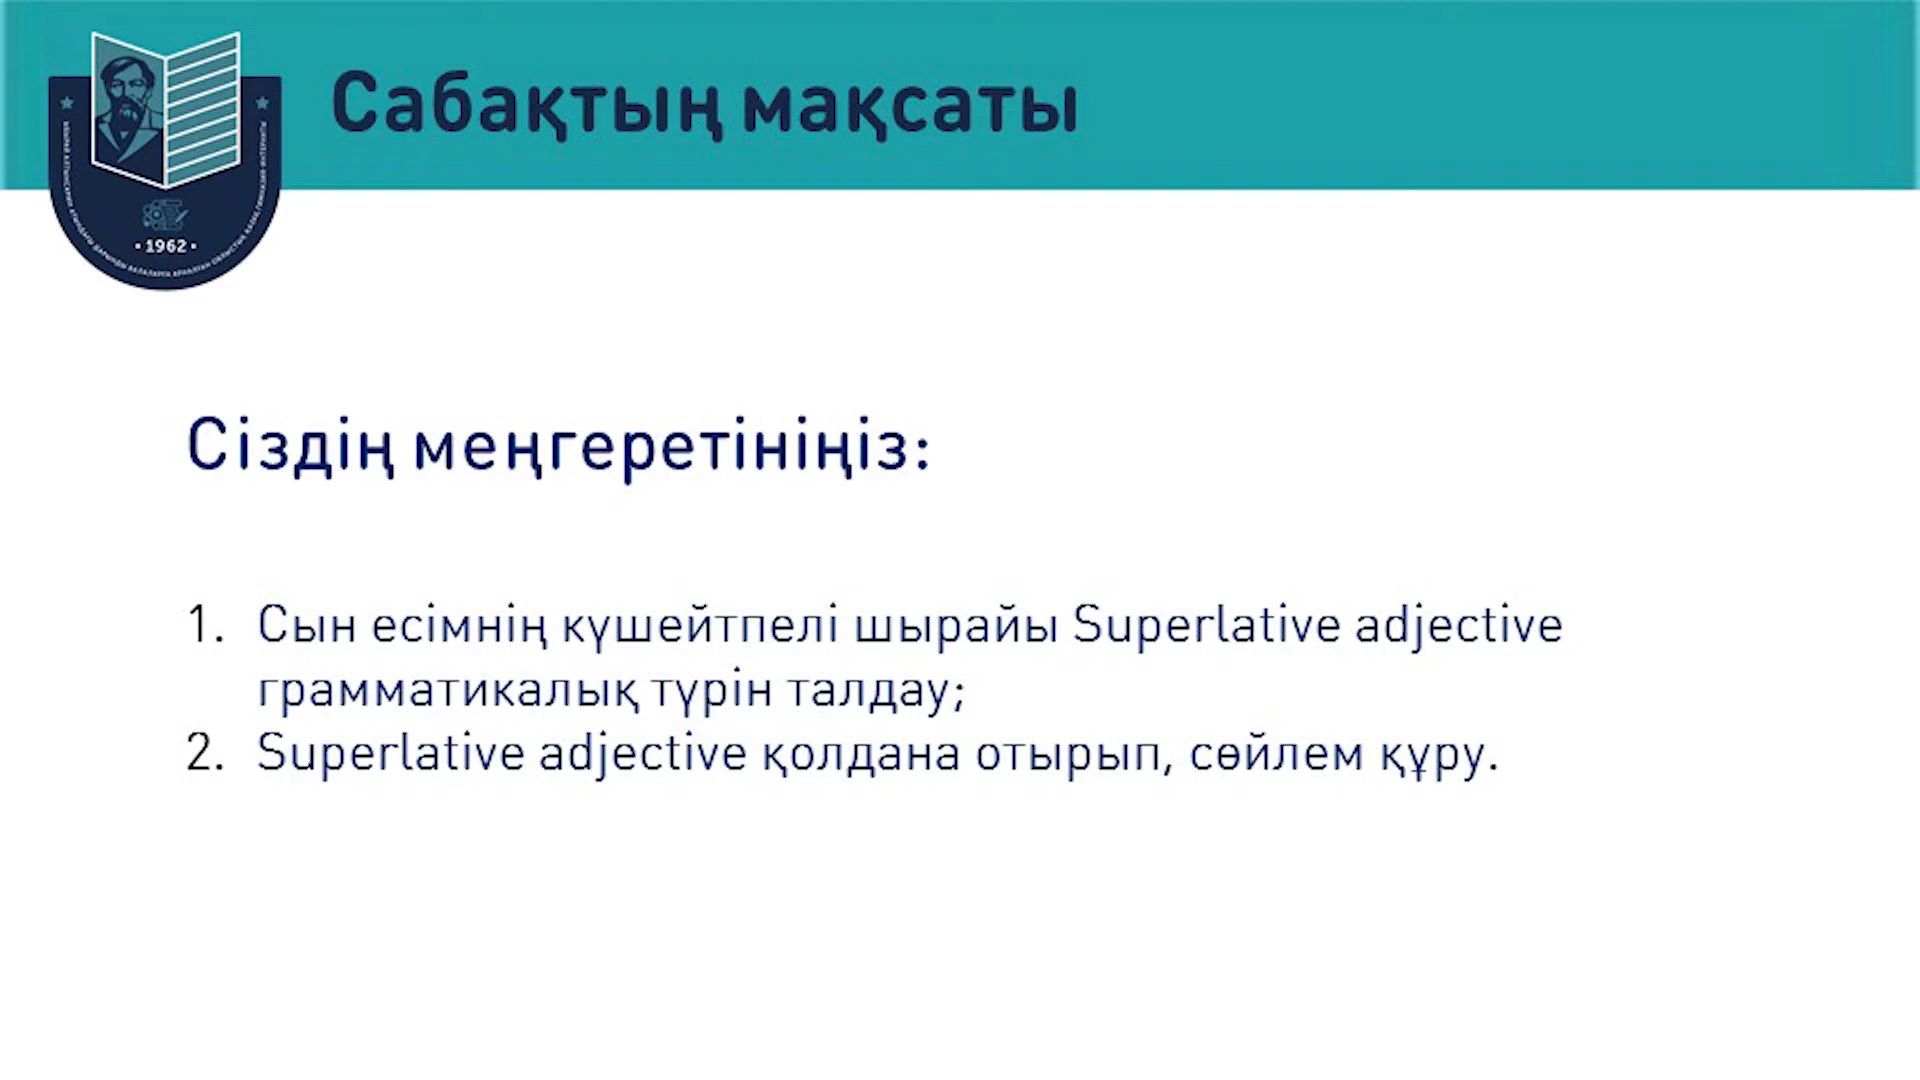 Сабақтың мақсаты
· 1962 ·
Сіздің меңгеретініңіз:
1. Сын есімнің күшейтпелі шырайы Superlative adjective
грамматикалық түрін талдау;
2. Superlative adjective қолдана отырып, сөйлем құру.